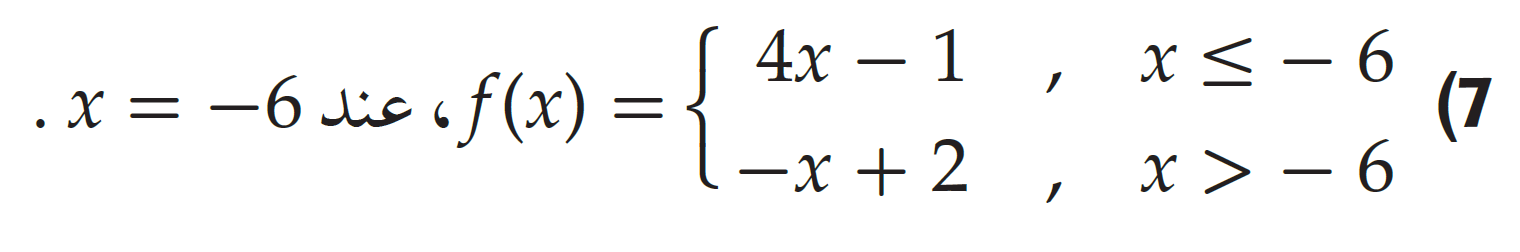 (7 f(x) = { 4x − 1 , x ≤ −6
−x + 2 , x > −6
، عند x = −6 .